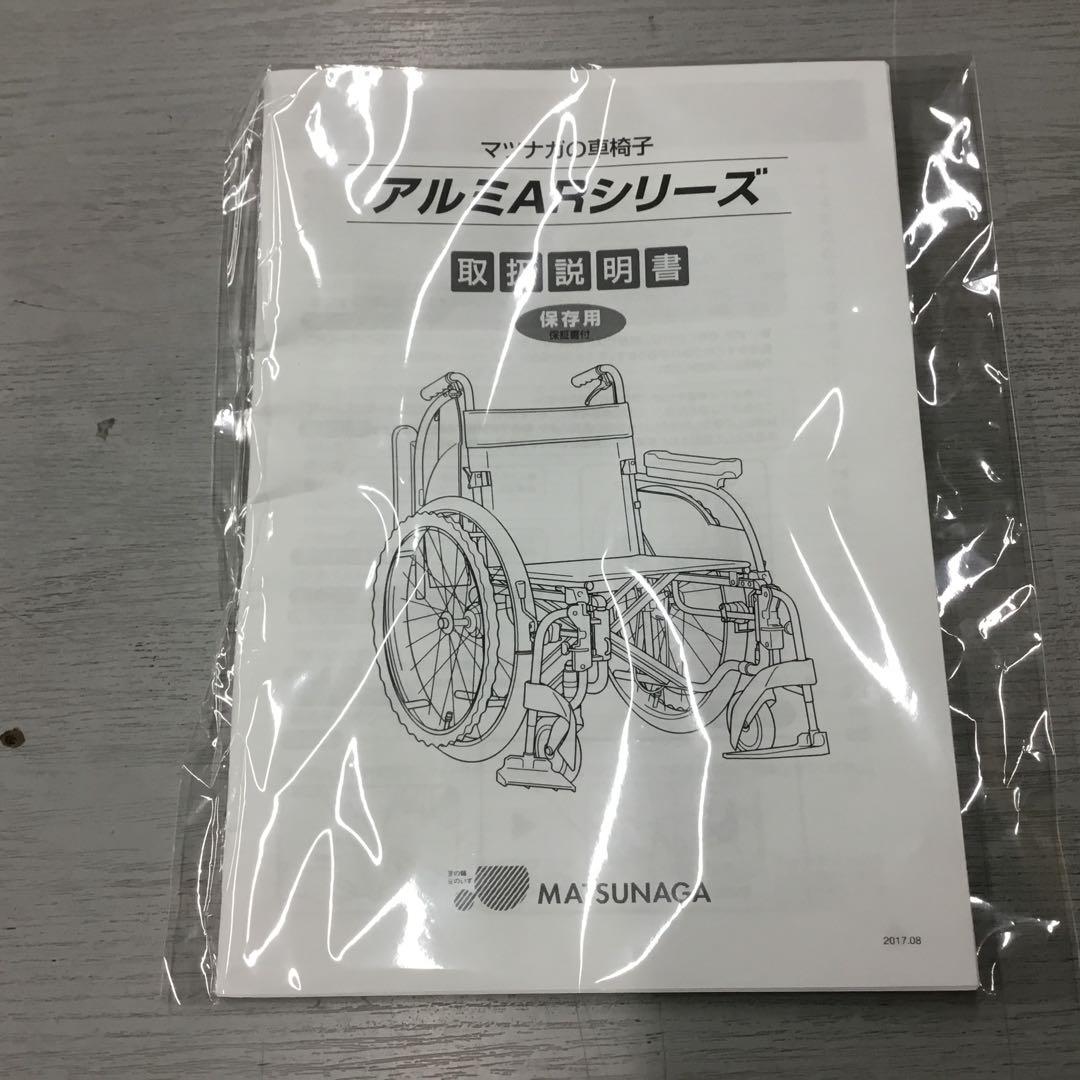 マツナガの車椅子
アルミARシリーズ
取扱説明書
保存用
保証書付
MATSUNAGA
2017.08